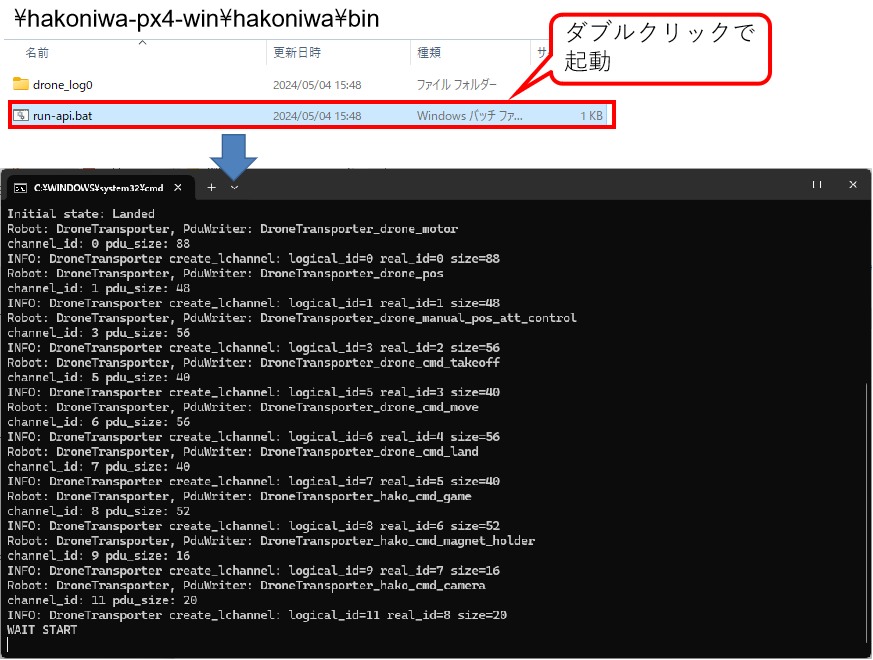 ¥hakoniwa-px4-win¥hakoniwa¥bin
ダブルクリックで
起動
名前 更新日時 種類 サ
drone_log0 2024/05/04 15:48 ファイル フォルダー
run-api.bat 2024/05/04 15:48 Windows バッチ ファ... 1 KB
C:¥WINDOWS¥system32¥cmd
Initial state: Landed
Robot: DroneTransporter, PduWriter: DroneTransporter_drone_motor
channel_id: 0 pdu_size: 88
INFO: DroneTransporter create_lchannel: logical_id=0 real_id=0 size=88
Robot: DroneTransporter, PduWriter: DroneTransporter_drone_pos
channel_id: 1 pdu_size: 48
INFO: DroneTransporter create_lchannel: logical_id=1 real_id=1 size=48
Robot: DroneTransporter, PduWriter: DroneTransporter_drone_manual_pos_att_control
channel_id: 3 pdu_size: 56
INFO: DroneTransporter create_lchannel: logical_id=3 real_id=2 size=56
Robot: DroneTransporter, PduWriter: DroneTransporter_drone_cmd_takeoff
channel_id: 5 pdu_size: 40
INFO: DroneTransporter create_lchannel: logical_id=5 real_id=3 size=40
Robot: DroneTransporter, PduWriter: DroneTransporter_drone_cmd_move
channel_id: 6 pdu_size: 56
INFO: DroneTransporter create_lchannel: logical_id=6 real_id=4 size=56
Robot: DroneTransporter, PduWriter: DroneTransporter_drone_cmd_land
channel_id: 7 pdu_size: 40
INFO: DroneTransporter create_lchannel: logical_id=7 real_id=5 size=40
Robot: DroneTransporter, PduWriter: DroneTransporter_hako_cmd_game
channel_id: 8 pdu_size: 52
INFO: DroneTransporter create_lchannel: logical_id=8 real_id=6 size=52
Robot: DroneTransporter, PduWriter: DroneTransporter_hako_cmd_magnet_holder
channel_id: 9 pdu_size: 16
INFO: DroneTransporter create_lchannel: logical_id=9 real_id=7 size=16
Robot: DroneTransporter, PduWriter: DroneTransporter_hako_cmd_camera
channel_id: 11 pdu_size: 20
INFO: DroneTransporter create_lchannel: logical_id=11 real_id=8 size=20
WAIT START